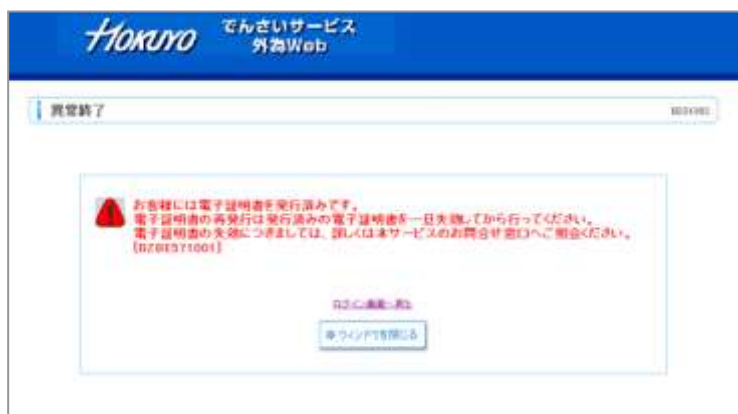 HOKUYO
でんさいサービス
外為Web
異常終了
お客様には電子証明書を発行済みです。
電子証明書の再発行は発行済みの電子証明書を一旦失効してから行ってください。
電子証明書の失効につきましては、詳しくは本サービスのお問合せ窓口へご照会ください。
ログイン画面へ戻る
ウィンドウを閉じる